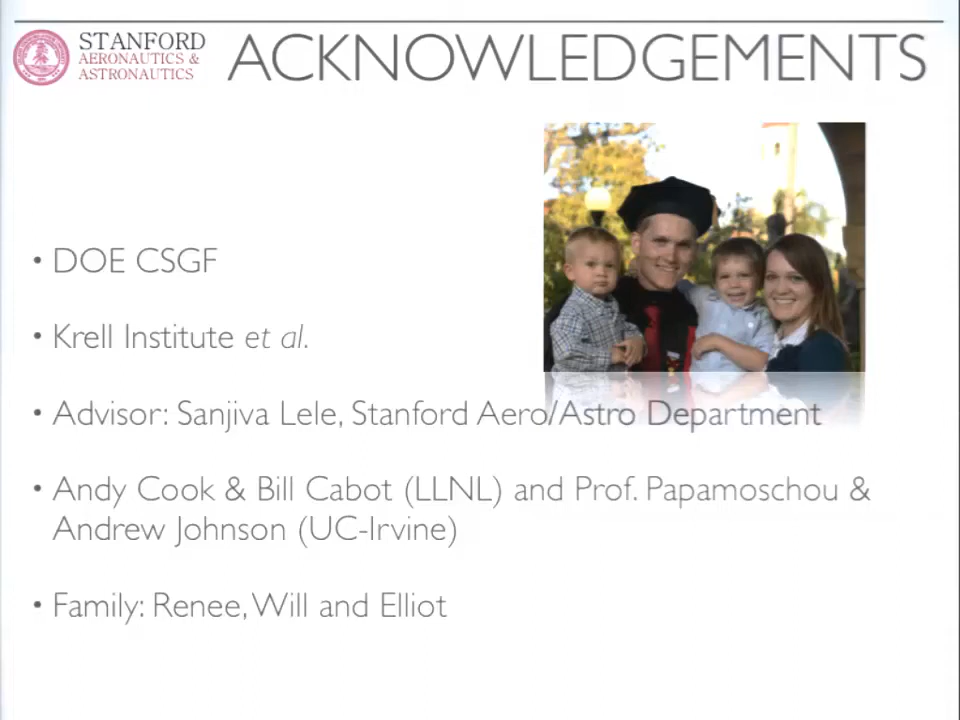 STANFORD
AERONAUTICS &
ASTRONAUTICS
ACKNOWLEDGEMENTS
• DOE CSGF
• Krell Institute et al.
• Advisor: Sanjiva Lele, Stanford Aero/Astro Department
• Andy Cook & Bill Cabot (LLNL) and Prof. Papamoschou &
Andrew Johnson (UC-Irvine)
• Family: Renee, Will and Elliot